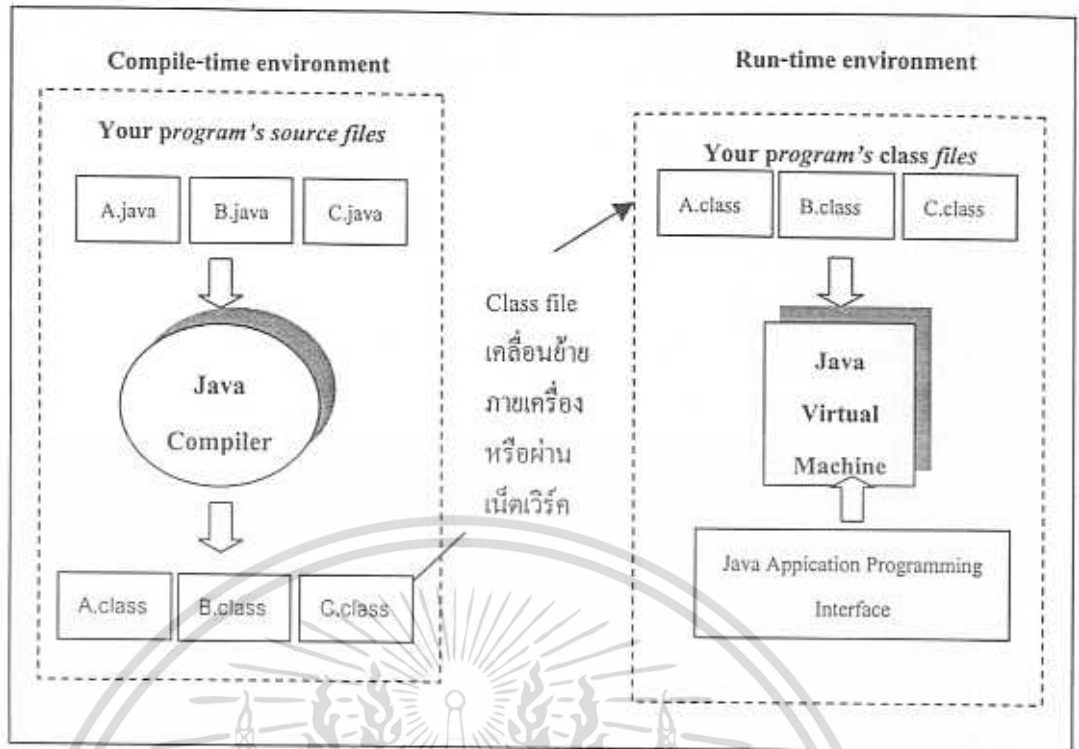 Compile-time environment
Your program's source files
A.java
B.java
C.java
Java
Compiler
A.class
B.class
C.class
Class file
เคลื่อนย้าย
ภายเครื่อง
หรือผ่าน
เน็ตเวิร์ค
Run-time environment
Your program's class files
A.class
B.class
C.class
Java
Virtual
Machine
Java Appication Programming
Interface